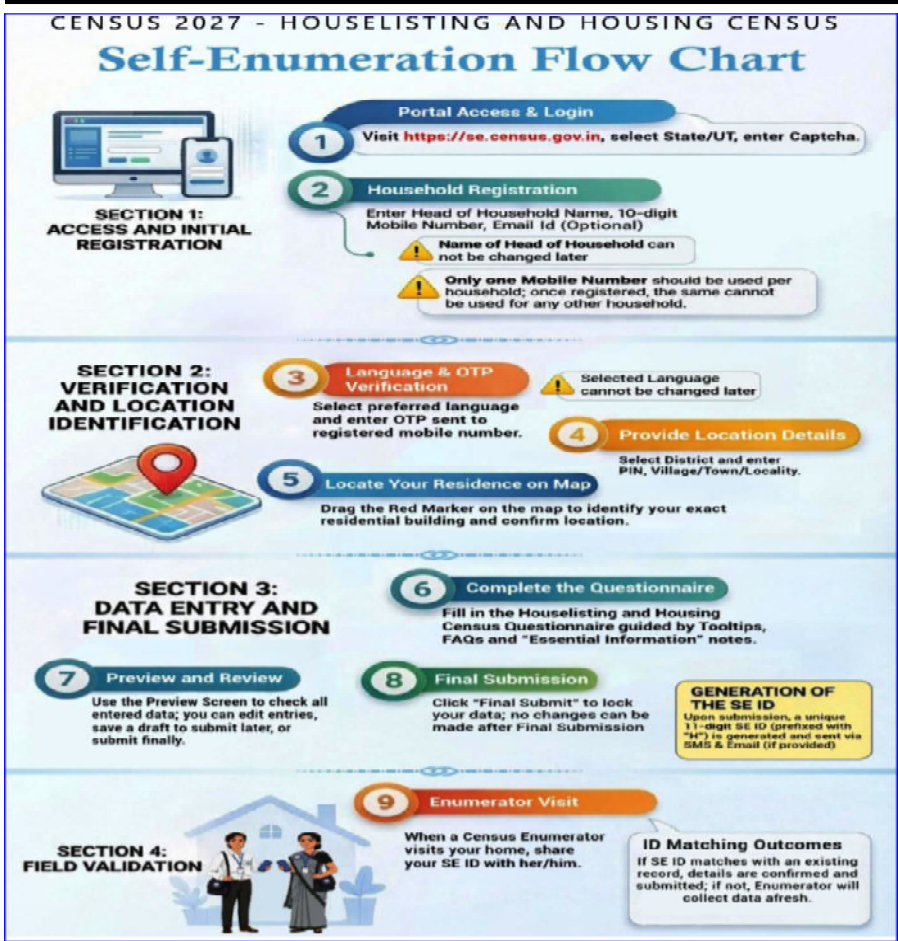 CENSUS 2027 - HOUSELISTING AND HOUSING CENSUS
Self-Enumeration Flow Chart
SECTION 1:
ACCESS AND INITIAL
REGISTRATION
1
Portal Access & Login
Visit https://se.census.gov.in, select State/UT, enter Captcha.
2
Household Registration
Enter Head of Household Name, 10-digit
Mobile Number, Email Id (Optional)
Name of Head of Household can
not be changed later
Only one Mobile Number should be used per
household; once registered, the same cannot
be used for any other household.
SECTION 2:
VERIFICATION
AND LOCATION
IDENTIFICATION
3
Language & OTP
Verification
Select preferred language
and enter OTP sent to
registered mobile number.
Selected Language
cannot be changed later
4
Provide Location Details
Select District and enter
PIN, Village/Town/Locality.
5
Locate Your Residence on Map
Drag the Red Marker on the map to identify your exact
residential building and confirm location.
SECTION 3:
DATA ENTRY AND
FINAL SUBMISSION
6
Complete the Questionnaire
Fill in the Houselisting and Housing
Census Questionnaire guided by Tooltips,
FAQs and "Essential Information" notes.
7
Preview and Review
Use the Preview Screen to check all
entered data; you can edit entries,
save a draft to submit later, or
submit finally.
8
Final Submission
Click "Final Submit" to lock
your data; no changes can be
made after Final Submission
GENERATION OF
THE SE ID
Upon submission, a unique
11-digit SE ID (prefixed with
"H") is generated and sent via
SMS & Email (if provided)
SECTION 4:
FIELD VALIDATION
9
Enumerator Visit
When a Census Enumerator
visits your home, share
your SE ID with her/him.
ID Matching Outcomes
If SE ID matches with an existing
record, details are confirmed and
submitted; if not, Enumerator will
collect data afresh.